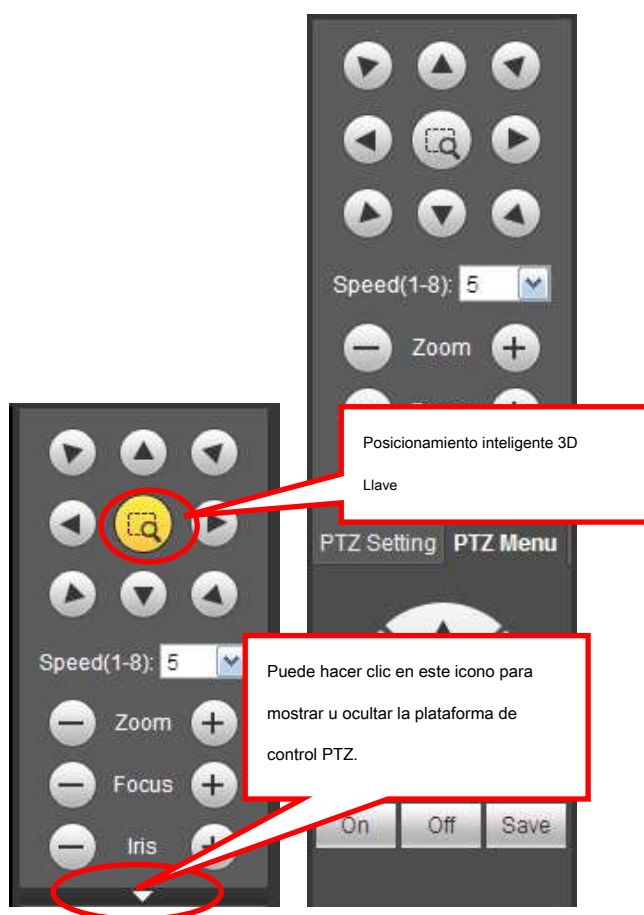 Speed(1-8): 5
Zoom
Posicionamiento inteligente 3D
Llave
PTZ Setting PTZ Menu
Speed(1-8): 5
Puede hacer clic en este icono para
mostrar u ocultar la plataforma de
control PTZ.
Zoom
Focus
Iris
On Off Save